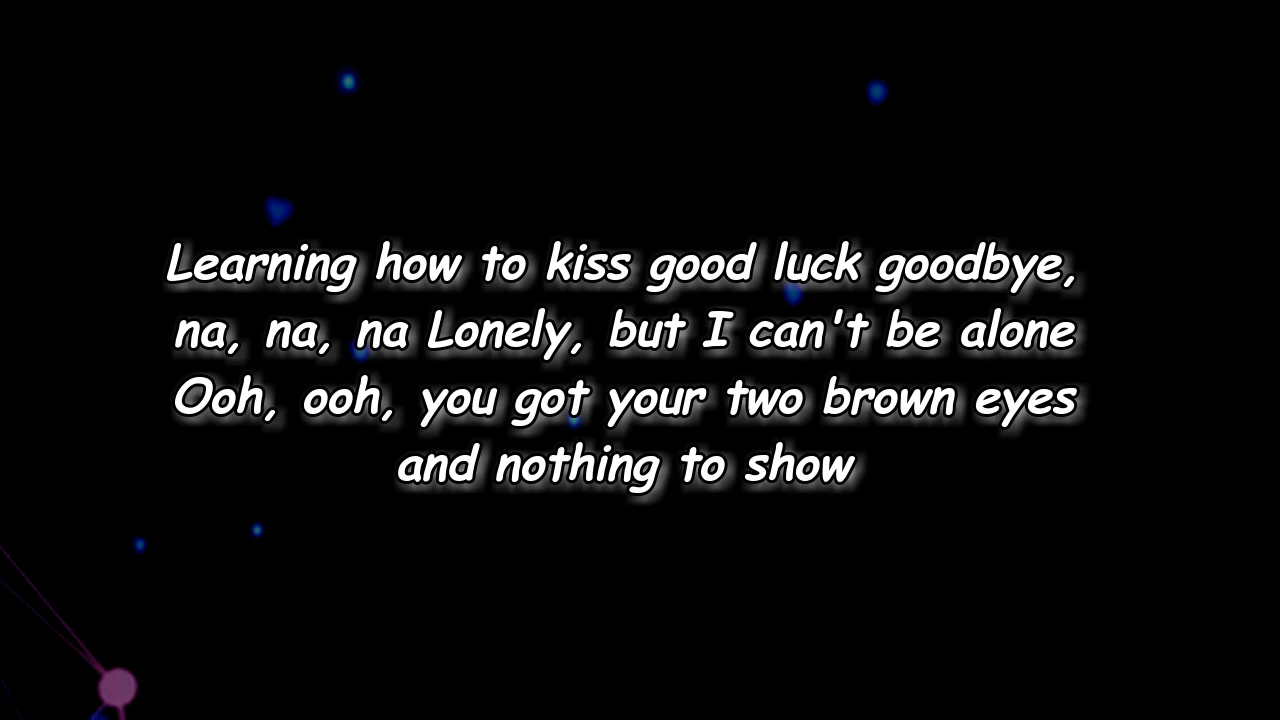 Learning how to kiss good luck goodbye,
na, na, na Lonely, but I can't be alone
Ooh, ooh, you got your two brown eyes
and nothing to show